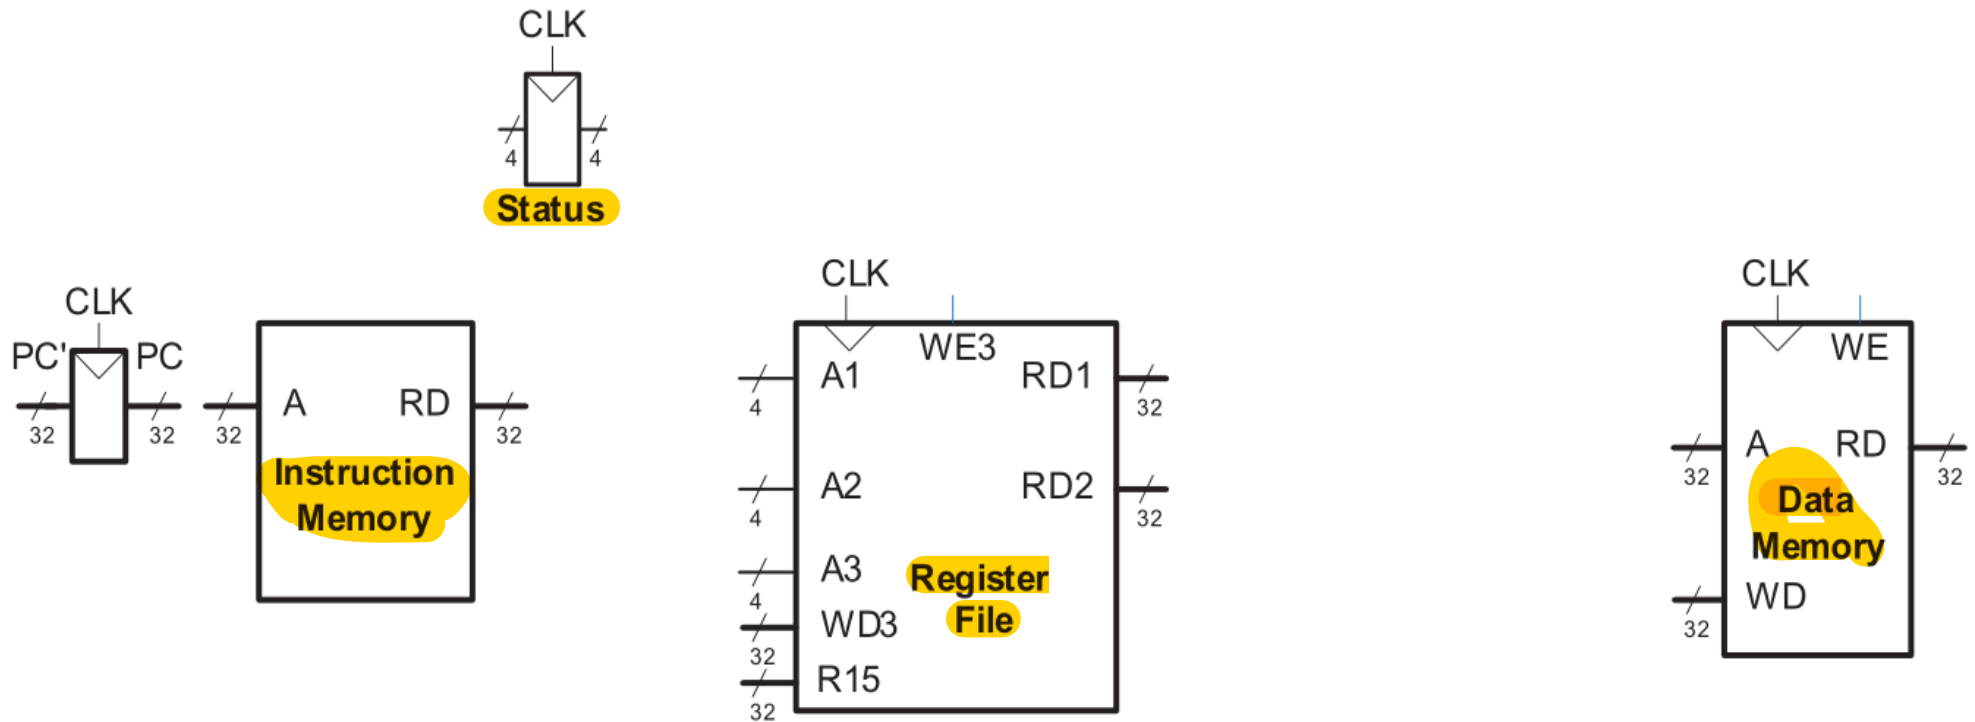 CLK
4
4
Status
CLK
PC'
PC
32
32
A
RD
32
32
Instruction
Memory
CLK
WE3
A1
RD1
4
32
A2
RD2
4
32
A3
4
WD3
32
R15
32
Register
File
CLK
WE
A
RD
32
32
Data
Memory
WD
32